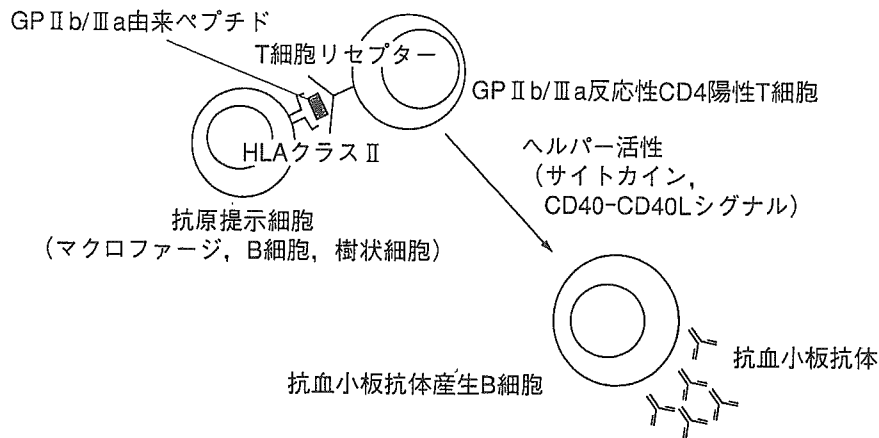 GPⅡb/Ⅲa由来ペプチド
T細胞リセプター
GPⅡb/Ⅲa反応性CD4陽性T細胞
HLAクラスⅡ
抗原提示細胞
(マクロファージ，B細胞，樹状細胞)
ヘルパー活性
(サイトカイン，
CD40-CD40Lシグナル)
抗血小板抗体
抗血小板抗体産生B細胞